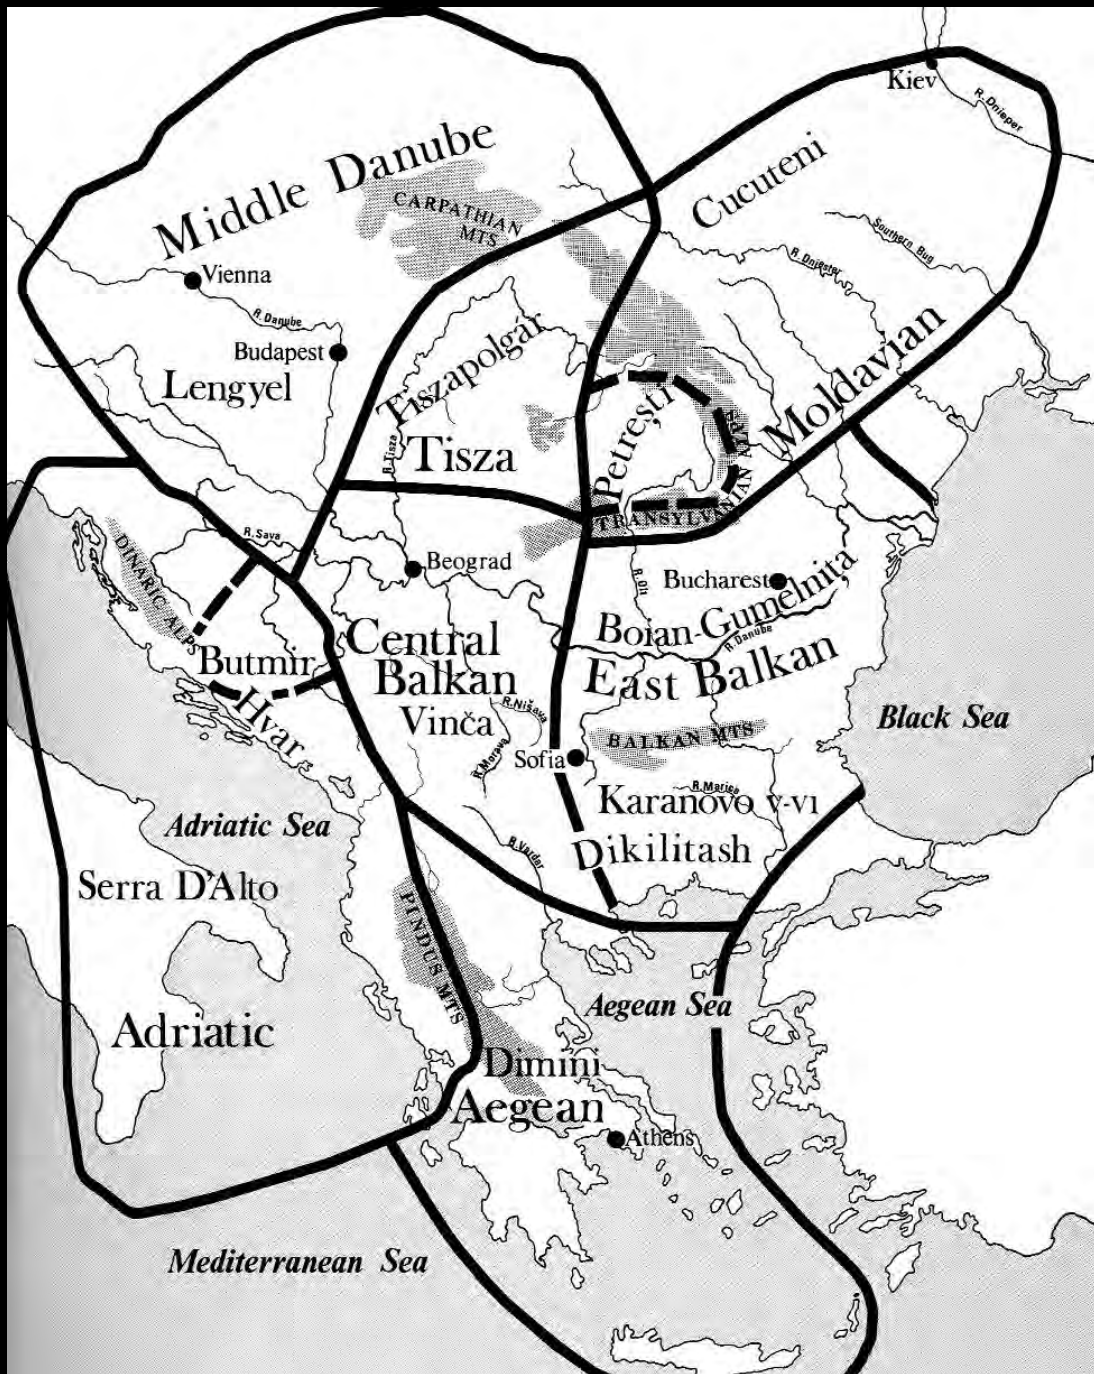 Kiev
R. Dnieper
Middle Danube
Cucuteni
CARPATHIAN
MTS
Southern Bug
R. Dniester
Vienna
R. Danube
Budapest
Lengyel
Tiszapolgár
Moldavian
Petreşti
R. Tisza
Tisza
TRANSYLVANIAN ALPS
R. Sava
DINARIC ALPS
Beograd
R. Olt
Bucharest
Boian-Gumelniţa
R. Danube
Butmir
Hvar
Central
Balkan
Vinča
East Balkan
R. Nišava
R. Morava
BALKAN MTS
Black Sea
Sofia
R. Marica
Karanovo V-VI
Adriatic Sea
R. Vardar
Dikilitash
Serra D'Alto
PINDUS MTS
Aegean Sea
Adriatic
Dimini
Aegean
Athens
Mediterranean Sea